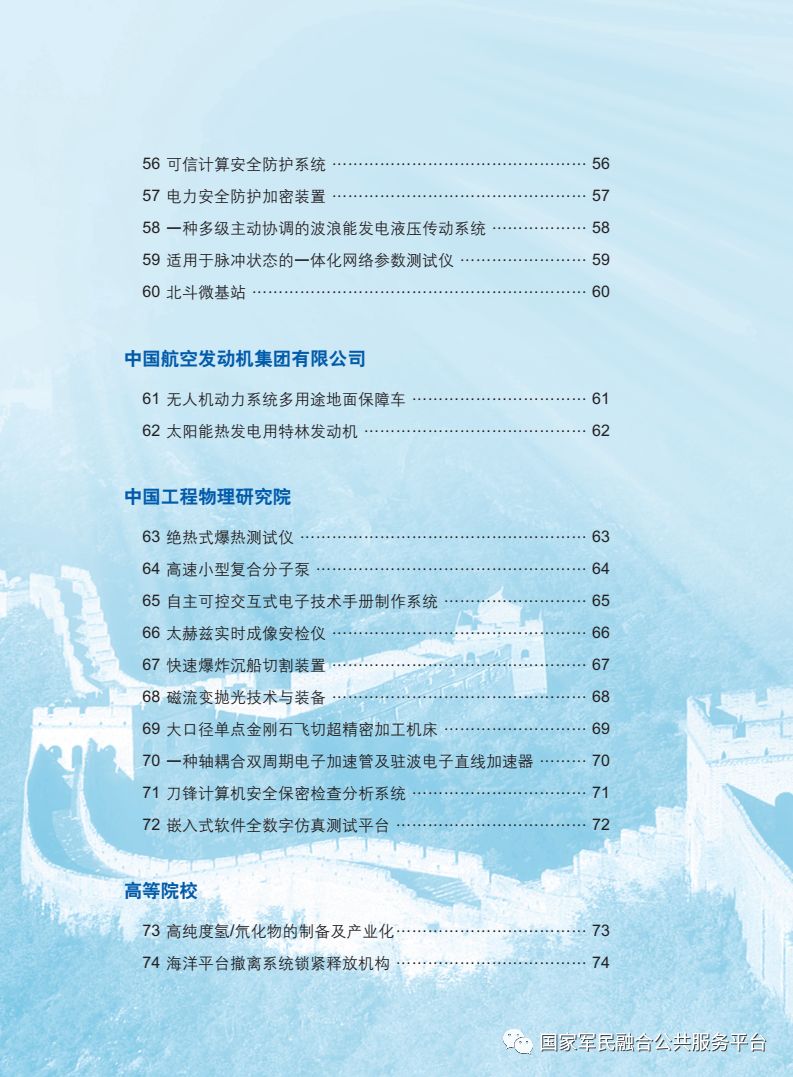 56 可信计算安全防护系统 ………………………………………… 56
57 电力安全防护加密装置 ………………………………………… 57
58 一种多级主动协调的波浪能发电液压传动系统 ……………… 58
59 适用于脉冲状态的一体化网络参数测试仪 …………………… 59
60 北斗微基站 ……………………………………………………… 60
中国航空发动机集团有限公司
61 无人机动力系统多用途地面保障车 …………………………… 61
62 太阳能热发电用特林发动机 …………………………………… 62
中国工程物理研究院
63 绝热式爆热测试仪 ……………………………………………… 63
64 高速小型复合分子泵 …………………………………………… 64
65 自主可控交互式电子技术手册制作系统 ……………………… 65
66 太赫兹实时成像安检仪 ………………………………………… 66
67 快速爆炸沉船切割装置 ………………………………………… 67
68 磁流变抛光技术与装备 ………………………………………… 68
69 大口径单点金刚石飞切超精密加工机床 ……………………… 69
70 一种轴耦合双周期电子加速管及驻波电子直线加速器 ……… 70
71 刀锋计算机安全保密检查分析系统 …………………………… 71
72 嵌入式软件全数字仿真测试平台 ……………………………… 72
高等院校
73 高纯度氢/氘化物的制备及产业化 ……………………………… 73
74 海洋平台撤离系统锁紧释放机构 ……………………………… 74
国家军民融合公共服务平台